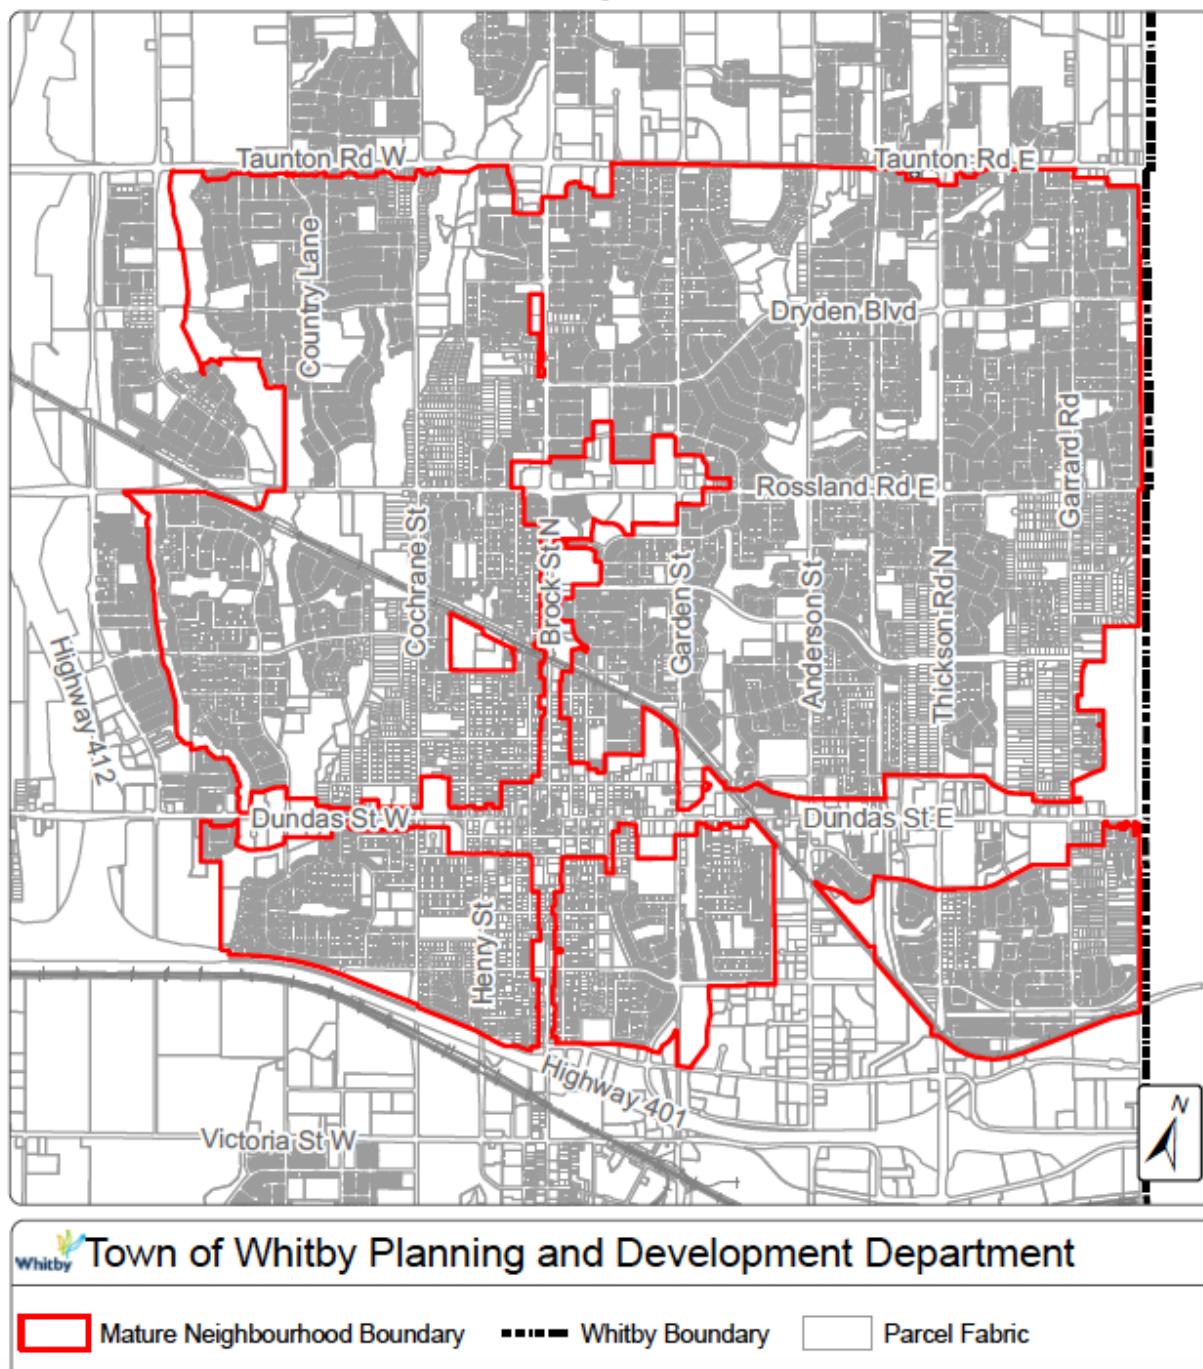 Taunton Rd W
Taunton Rd E
Country Lane
Dryden Blvd
Garrard Rd
Rossland Rd E
Cochrane St
Brock St N
Garden St
Anderson St
Thickson Rd N
Highway 412
Dundas St W
Dundas St E
Henry St
Highway 401
Victoria St W
N
Whitby Town of Whitby Planning and Development Department
Mature Neighbourhood Boundary Whitby Boundary Parcel Fabric